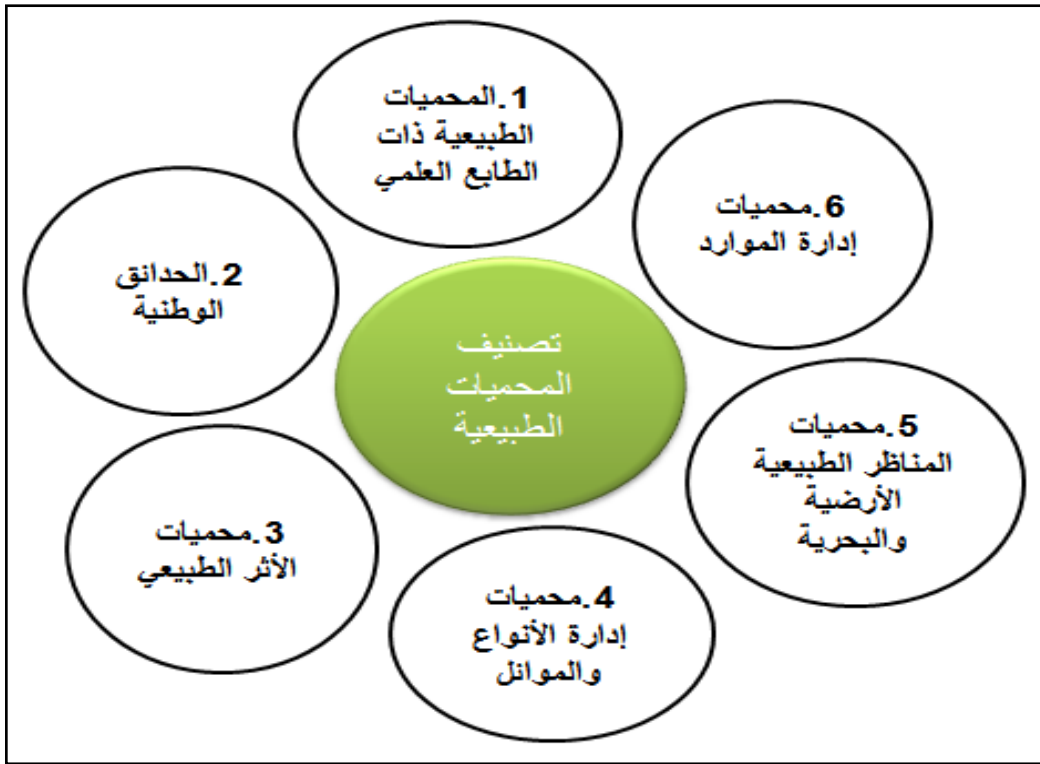 تصنيف
المحميات
الطبيعية
1.المحميات
الطبيعية ذات
الطابع العلمي
2.الحدائق
الوطنية
3.محميات
الأثر الطبيعي
4.محميات
إدارة الأنواع
والموائل
5.محميات
المناظر الطبيعية
الأرضية
والبحرية
6.محميات
إدارة الموارد